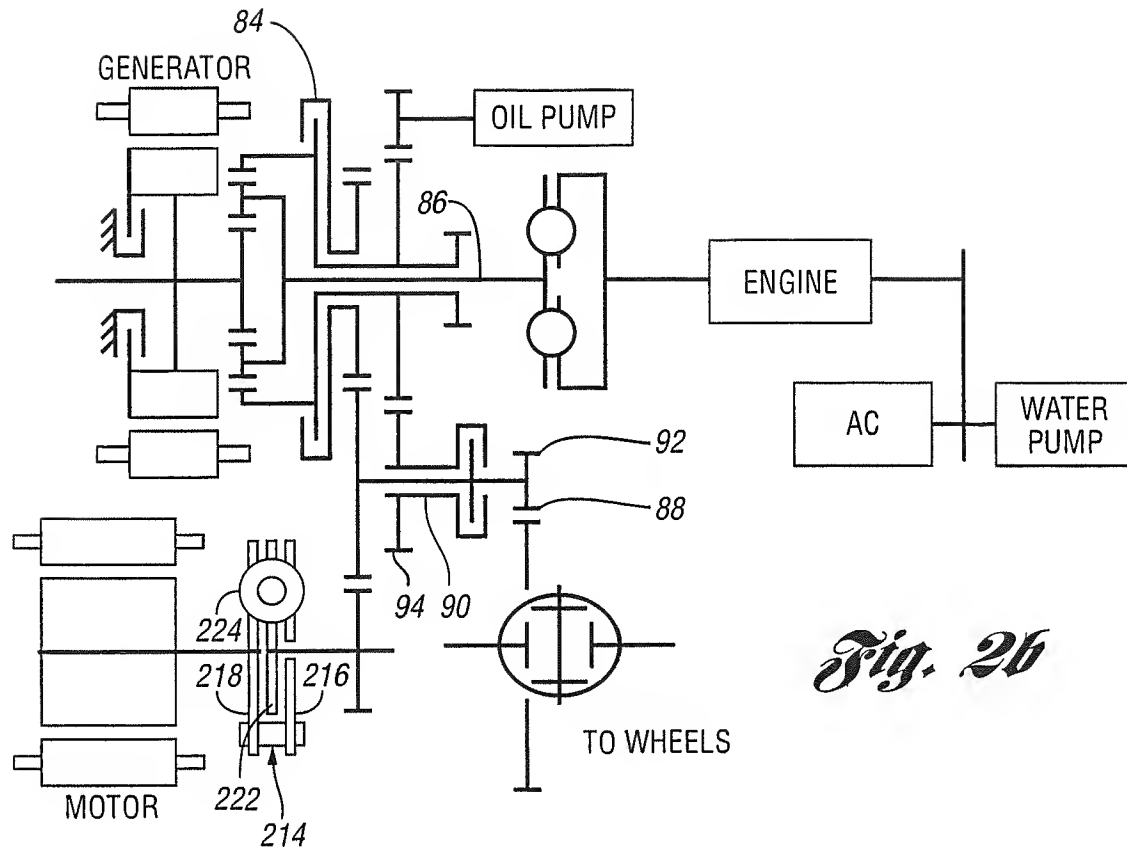 84
GENERATOR
OIL PUMP
86
ENGINE
AC
WATER
PUMP
92
88
94
90
224
218
216
222
214
MOTOR
TO WHEELS
Fig. 2b